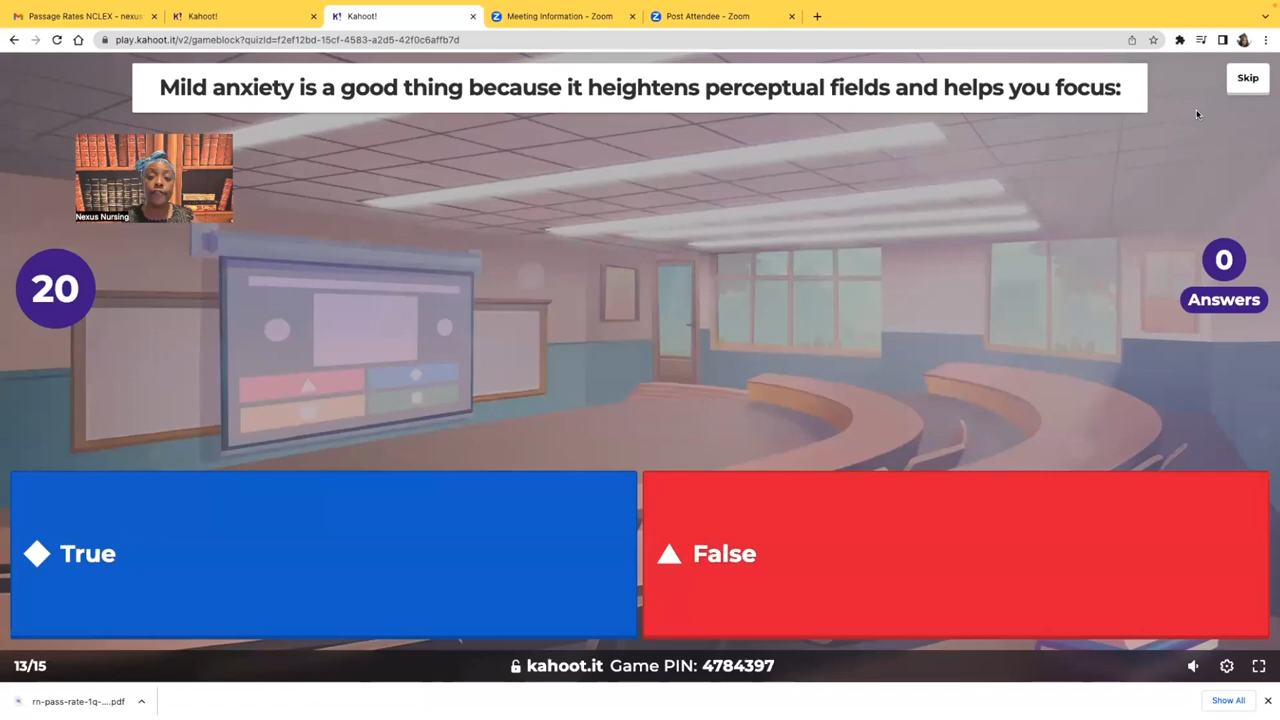 Passage Rates NCLEX - nexus
Kahoot!
Kahoot!
Meeting Information - Zoom
Post Attendee - Zoom
play.kahoot.it/v2/gameblock?quizId=f2ef12bd-15cf-4583-a2d5-42f0c6affb7d
Mild anxiety is a good thing because it heightens perceptual fields and helps you focus:
Skip
Nexus Nursing
20
0
Answers
True
False
13/15
kahoot.it Game PIN: 4784397
rn-pass-rate-1q-....pdf
Show All